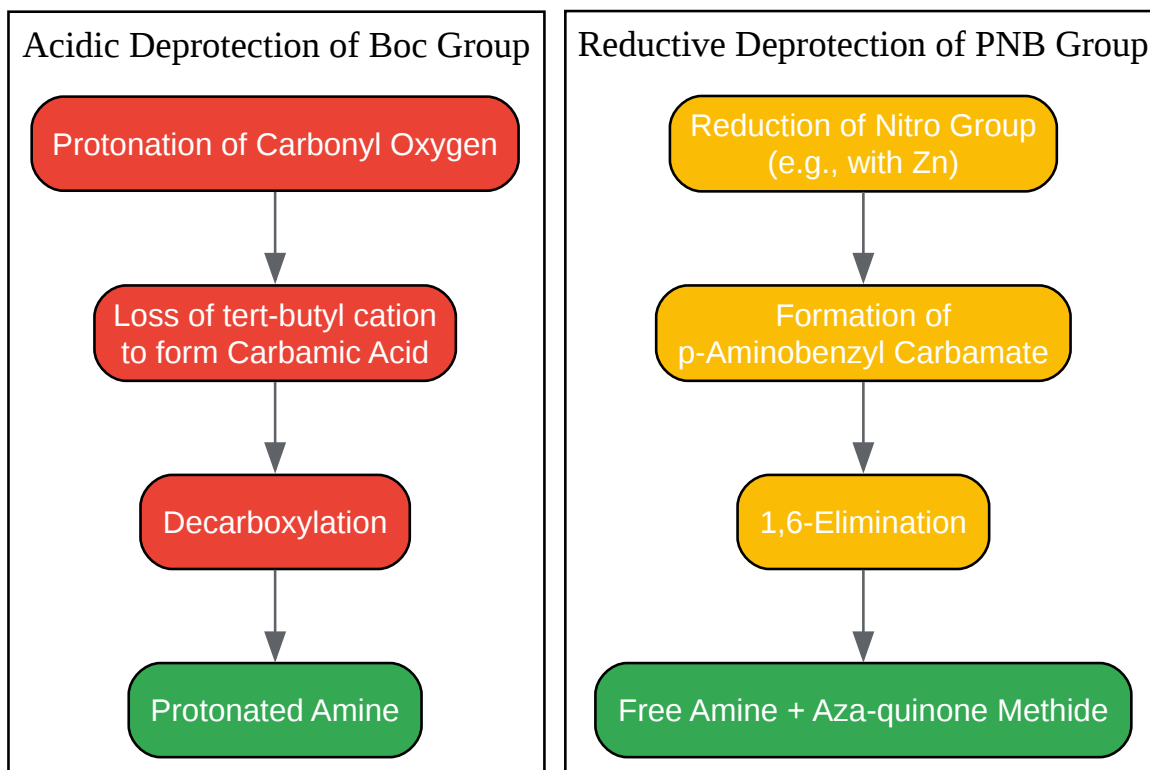 Acidic Deprotection of Boc Group
Protonation of Carbonyl Oxygen
Loss of tert-butyl cation
to form Carbamic Acid
Decarboxylation
Protonated Amine
Reductive Deprotection of PNB Group
Reduction of Nitro Group
(e.g., with Zn)
Formation of
p-Aminobenzyl Carbamate
1,6-Elimination
Free Amine + Aza-quinone Methide